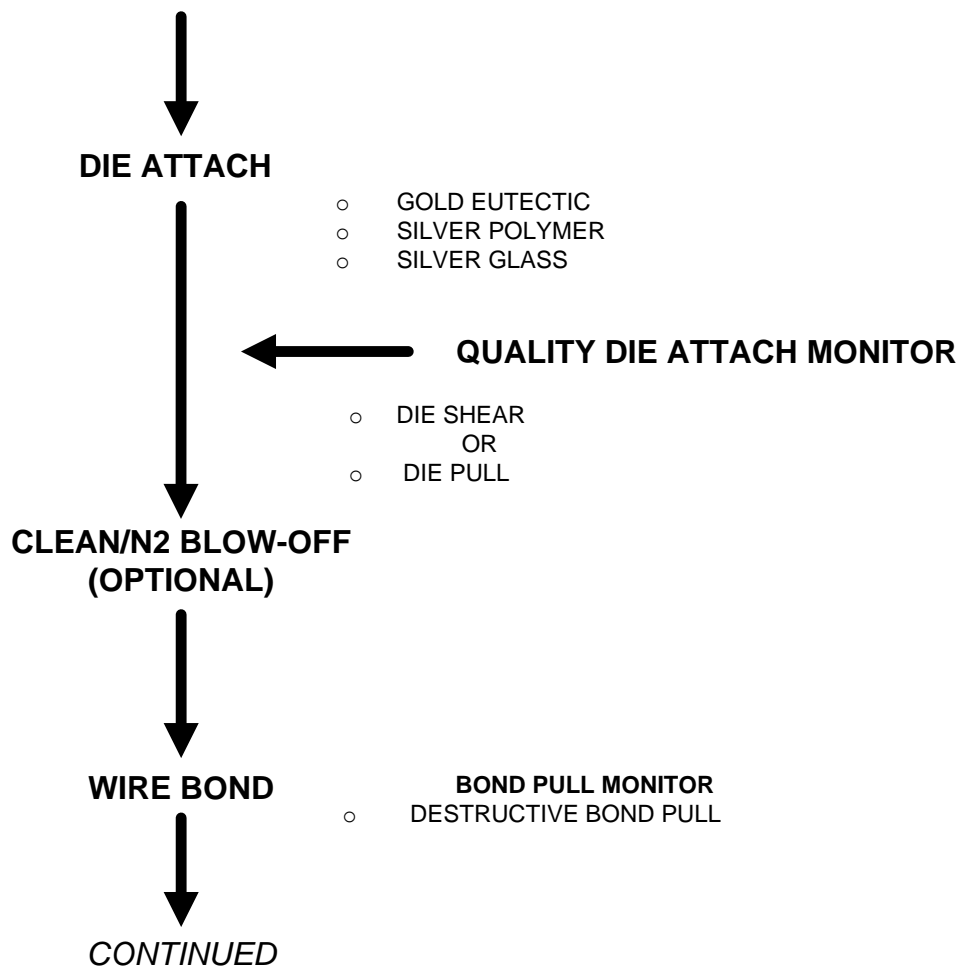 DIE ATTACH
○ GOLD EUTECTIC
○ SILVER POLYMER
○ SILVER GLASS
QUALITY DIE ATTACH MONITOR
○ DIE SHEAR
OR
○ DIE PULL
CLEAN/N2 BLOW-OFF
(OPTIONAL)
WIRE BOND
BOND PULL MONITOR
○ DESTRUCTIVE BOND PULL
CONTINUED